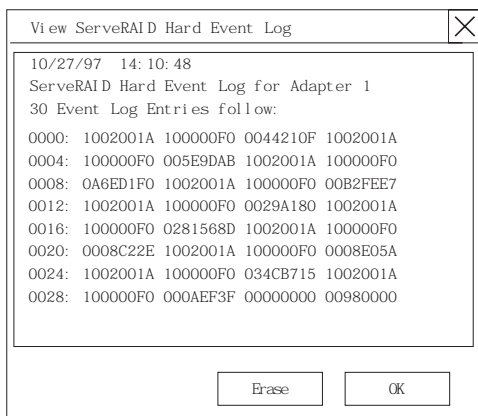 View ServeRAID Hard Event Log
10/27/97 14:10:48
ServeRAID Hard Event Log for Adapter 1
30 Event Log Entries follow:
0000: 1002001A 100000F0 0044210F 1002001A
0004: 100000F0 005E9DAB 1002001A 100000F0
0008: 0A6ED1F0 1002001A 100000F0 00B2FEE7
0012: 1002001A 100000F0 0029A180 1002001A
0016: 100000F0 0281568D 1002001A 100000F0
0020: 0008C22E 1002001A 100000F0 0008E05A
0024: 1002001A 100000F0 034CB715 1002001A
0028: 100000F0 000AEF3F 00000000 00980000
Erase OK